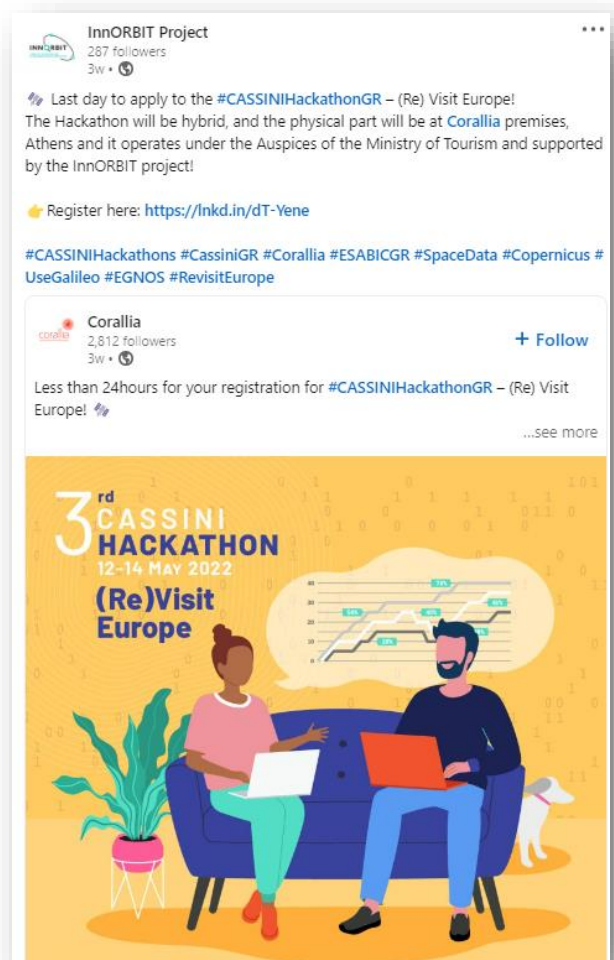 INNORBIT
InnORBIT Project
287 followers
3w •
Last day to apply to the #CASSINIHackathonGR – (Re) Visit Europe!
The Hackathon will be hybrid, and the physical part will be at Corallia premises,
Athens and it operates under the Auspices of the Ministry of Tourism and supported
by the InnORBIT project!
👉 Register here: https://lnkd.in/dT-Yene
#CASSINIHackathons #CassiniGR #Corallia #ESABICGR #SpaceData #Copernicus #
UseGalileo #EGNOS #RevisitEurope
corallia
Corallia
2,812 followers
3w •
+ Follow
Less than 24hours for your registration for #CASSINIHackathonGR – (Re) Visit
Europe!
...see more
3rd
CASSINI
HACKATHON
12-14 MAY 2022
(Re)Visit
Europe